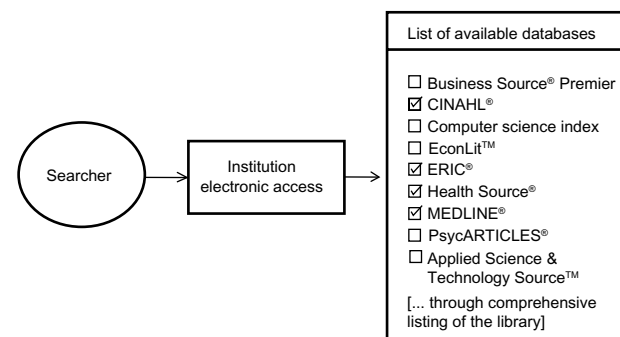 List of available databases
Business Source® Premier
CINAHL®
Computer science index
EconLit™
ERIC®
Health Source®
MEDLINE®
PsycARTICLES®
Applied Science &
Technology Source™
[... through comprehensive
listing of the library]
Searcher
Institution
electronic access